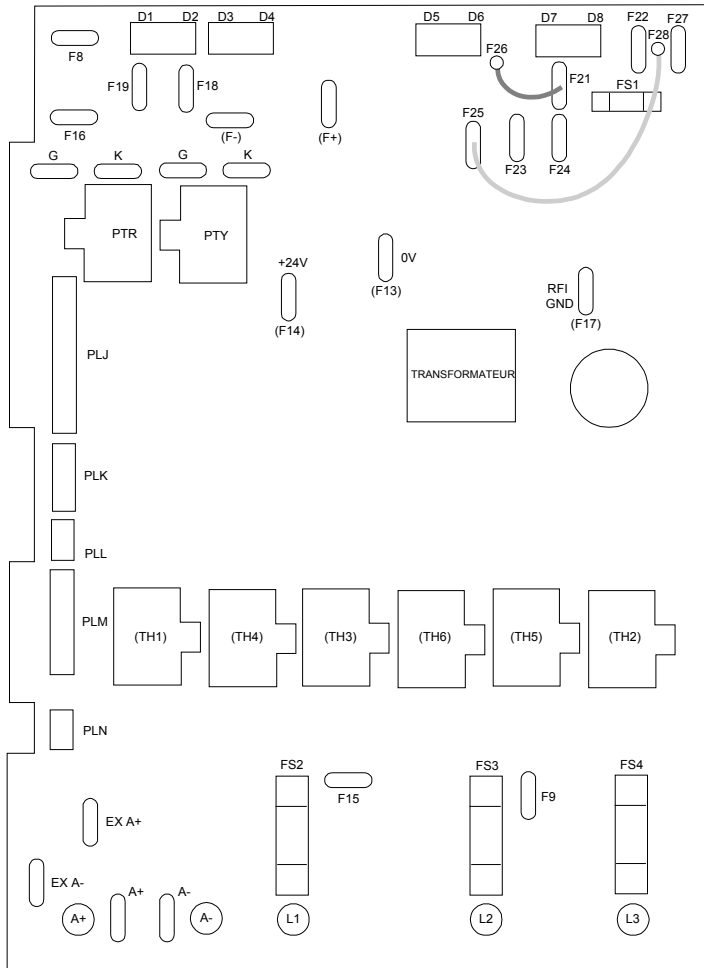 D1 D2 D3 D4 D5 D6 D7 D8 F22 F27
F8 F26 F28
F19 F18 F21 FS1
F16 (F-) (F+) F25 F23 F24
G K G K
PTR PTY
+24V 0V
(F14) (F13)
RFI
GND
(F17)
PLJ
TRANSFORMATEUR
PLK
PLL
PLM (TH1) (TH4) (TH3) (TH6) (TH5) (TH2)
PLN
FS2 FS3 FS4
F15 F9
EX A+
EX A-
A+ A-
A+ A- L1 L2 L3